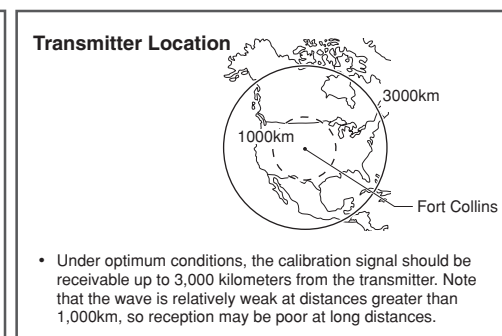 Transmitter Location
3000km
1000km
Fort Collins
• Under optimum conditions, the calibration signal should be
receivable up to 3,000 kilometers from the transmitter. Note
that the wave is relatively weak at distances greater than
1,000km, so reception may be poor at long distances.